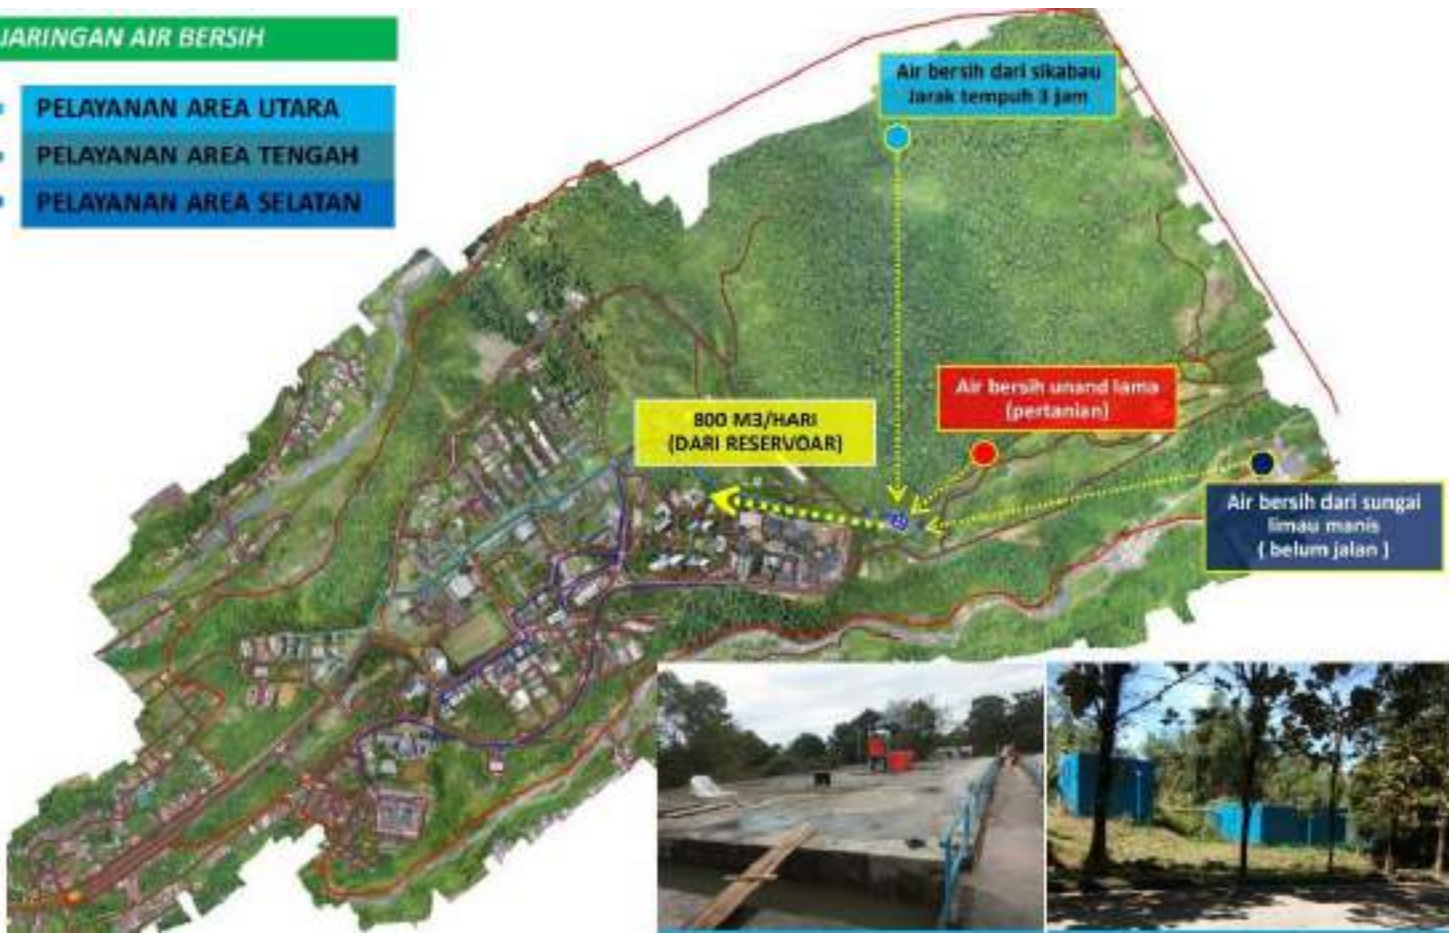 JARINGAN AIR BERSIH
PELAYANAN AREA UTARA
PELAYANAN AREA TENGAH
PELAYANAN AREA SELATAN
Air bersih dari sikabau
Jarak tempuh 3 jam
Air bersih unand lama
(pertanian)
800 M3/HARI
(DARI RESERVOAR)
Air bersih dari sungai
limau manis
( belum jalan )